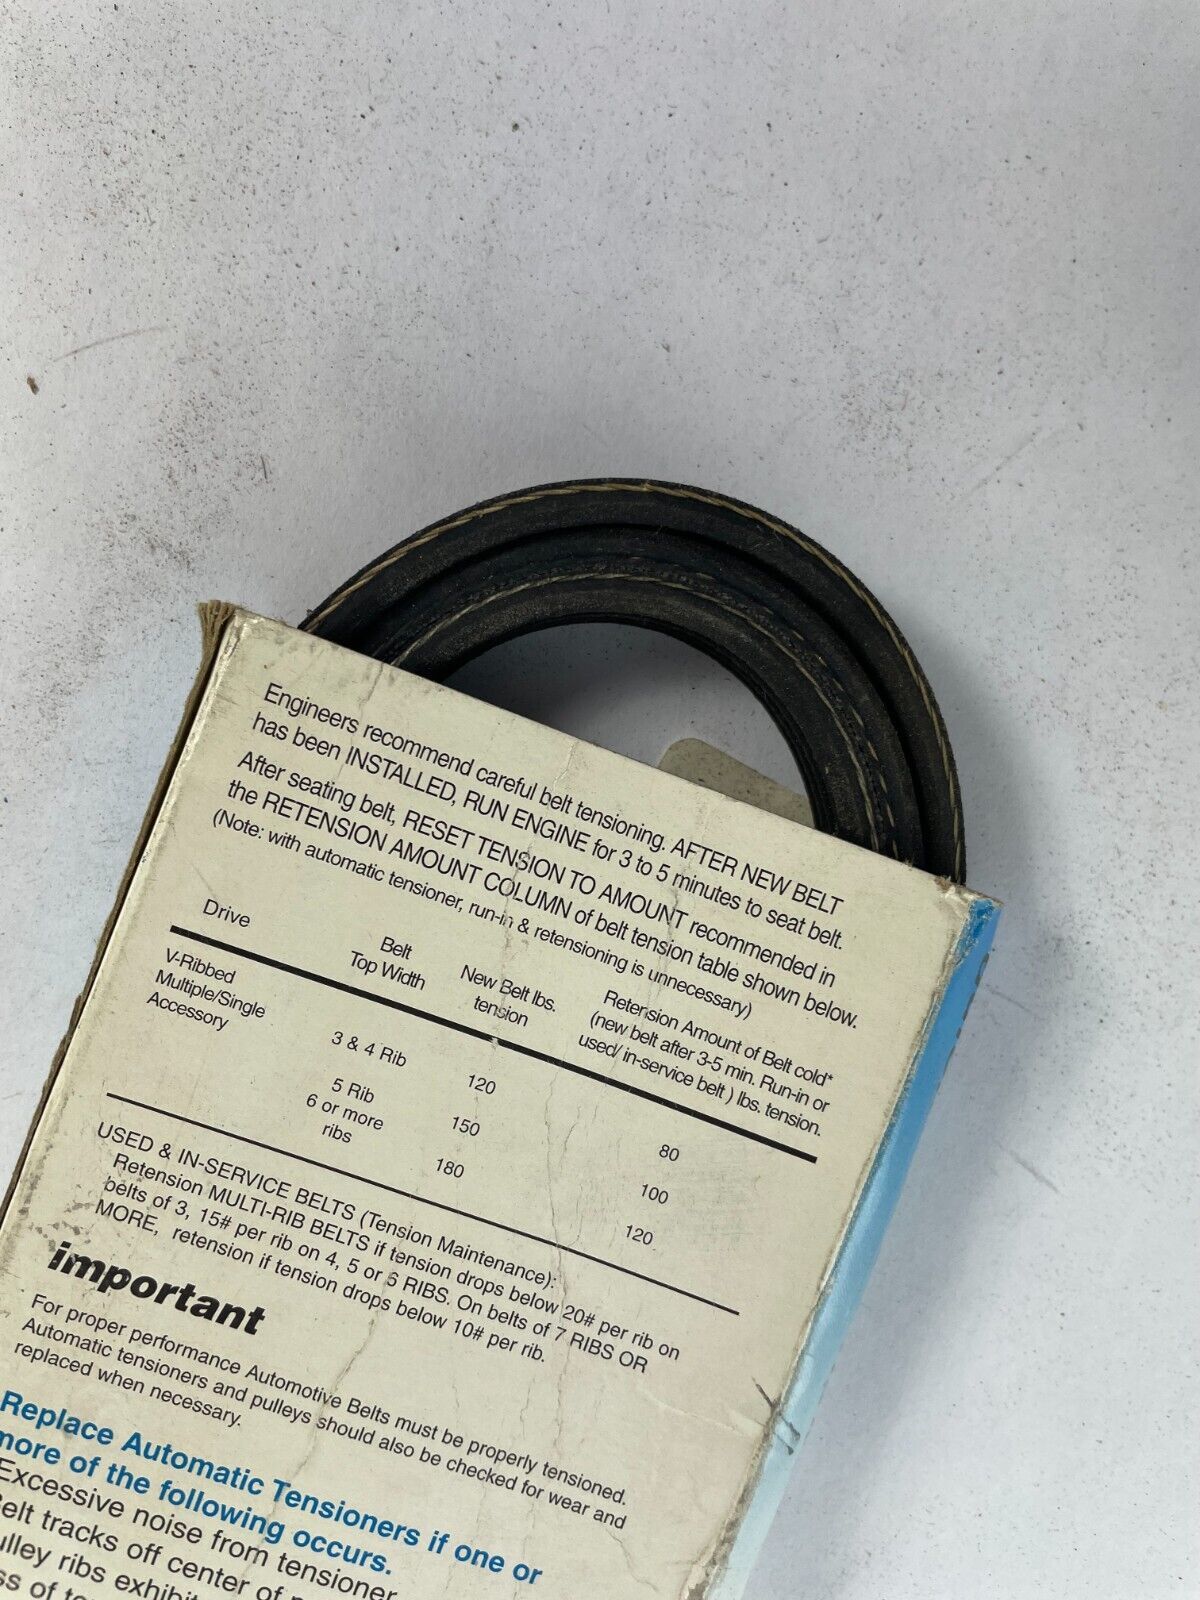 Engineers recommend careful belt tensioning. AFTER NEW BELT
has been INSTALLED, RUN ENGINE for 3 to 5 minutes to seat belt.
After seating belt, RESET TENSION TO AMOUNT recommended in
the RETENSION AMOUNT COLUMN of belt tension table shown below.
(Note: with automatic tensioner, run-in & retensioning is unnecessary)
Drive
Belt
Top Width
New Belt lbs.
tension
Retension Amount of Belt cold*
(new belt after 3-5 min. Run-in or
used/ in-service belt ) lbs. tension.
V-Ribbed
Multiple/Single
Accessory
3 & 4 Rib 120 80
5 Rib 150 100
6 or more
ribs 180 120
USED & IN-SERVICE BELTS (Tension Maintenance):
Retension MULTI-RIB BELTS if tension drops below 20# per rib on
belts of 3, 15# per rib on 4, 5 or 6 RIBS. On belts of 7 RIBS OR
MORE, retension if tension drops below 10# per rib.
important
For proper performance Automotive Belts must be properly tensioned.
Automatic tensioners and pulleys should also be checked for wear and
replaced when necessary.
Replace Automatic Tensioners if one or
more of the following occurs.
Excessive noise from tensioner
Belt tracks off center of
ribs exhibit
of